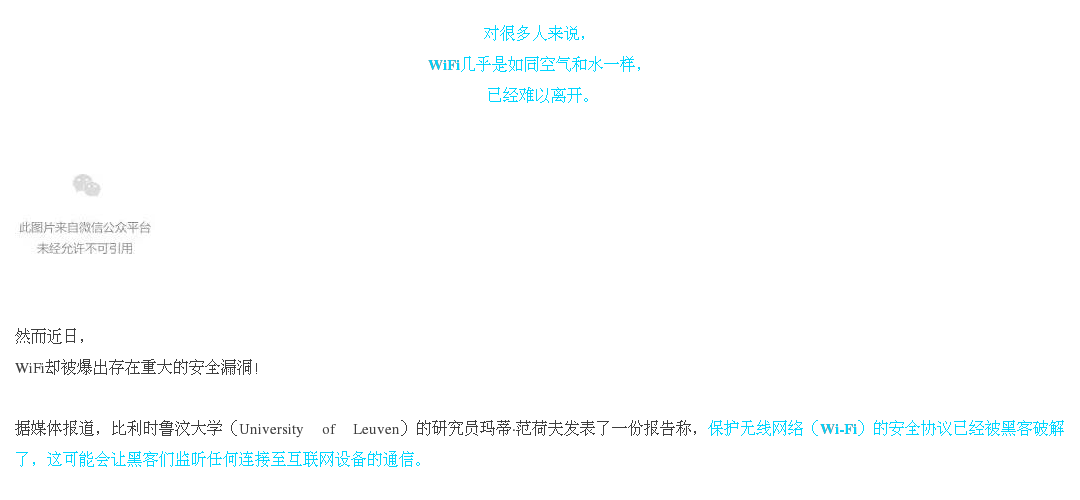 对很多人来说，
WiFi几乎是如同空气和水一样，
已经难以离开。
此图片来自微信公众平台
未经允许不可引用
然而近日，
WiFi却被爆出存在重大的安全漏洞！
据媒体报道，比利时鲁汶大学（University of Leuven）的研究员玛蒂·范荷夫发表了一份报告称，保护无线网络（Wi-Fi）的安全协议已经被黑客破解
了，这可能会让黑客们监听任何连接至互联网设备的通信。